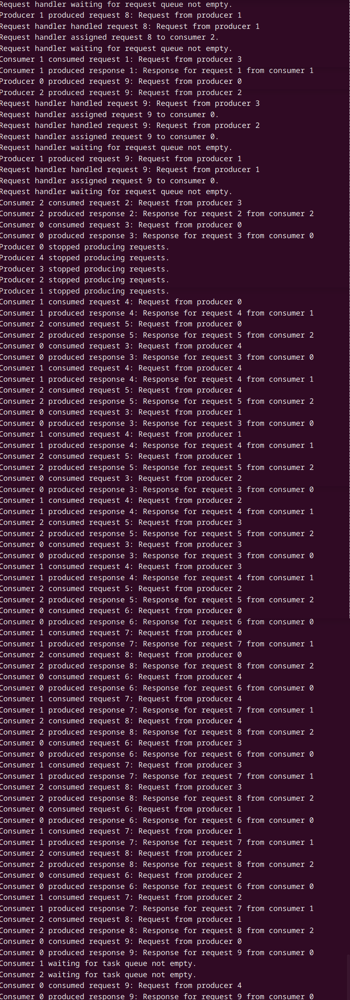 Request handler waiting for request queue not empty.
Producer 1 produced request 8: Request from producer 1
Request handler handled request 8: Request from producer 1
Request handler assigned request 8 to consumer 2.
Request handler waiting for request queue not empty.
Consumer 1 consumed request 1: Request from producer 3
Consumer 1 produced response 1: Response for request 1 from consumer 1
Producer 0 produced request 9: Request from producer 0
Producer 2 produced request 9: Request from producer 2
Request handler handled request 9: Request from producer 3
Request handler assigned request 9 to consumer 0.
Request handler handled request 9: Request from producer 2
Request handler assigned request 9 to consumer 0.
Request handler waiting for request queue not empty.
Producer 1 produced request 9: Request from producer 1
Request handler handled request 9: Request from producer 1
Request handler assigned request 9 to consumer 0.
Request handler waiting for request queue not empty.
Consumer 2 consumed request 2: Request from producer 3
Consumer 2 produced response 2: Response for request 2 from consumer 2
Consumer 0 consumed request 3: Request from producer 0
Consumer 0 produced response 3: Response for request 3 from consumer 0
Producer 0 stopped producing requests.
Producer 4 stopped producing requests.
Producer 3 stopped producing requests.
Producer 2 stopped producing requests.
Producer 1 stopped producing requests.
Consumer 1 consumed request 4: Request from producer 0
Consumer 1 produced response 4: Response for request 4 from consumer 1
Consumer 2 consumed request 5: Request from producer 0
Consumer 2 produced response 5: Response for request 5 from consumer 2
Consumer 0 consumed request 3: Request from producer 4
Consumer 0 produced response 3: Response for request 3 from consumer 0
Consumer 1 consumed request 4: Request from producer 4
Consumer 1 produced response 4: Response for request 4 from consumer 1
Consumer 2 consumed request 5: Request from producer 4
Consumer 2 produced response 5: Response for request 5 from consumer 2
Consumer 0 consumed request 3: Request from producer 1
Consumer 0 produced response 3: Response for request 3 from consumer 0
Consumer 1 consumed request 4: Request from producer 1
Consumer 1 produced response 4: Response for request 4 from consumer 1
Consumer 2 consumed request 5: Request from producer 1
Consumer 2 produced response 5: Response for request 5 from consumer 2
Consumer 0 consumed request 3: Request from producer 2
Consumer 0 produced response 3: Response for request 3 from consumer 0
Consumer 1 consumed request 4: Request from producer 2
Consumer 1 produced response 4: Response for request 4 from consumer 1
Consumer 2 consumed request 5: Request from producer 3
Consumer 2 produced response 5: Response for request 5 from consumer 2
Consumer 0 consumed request 3: Request from producer 3
Consumer 0 produced response 3: Response for request 3 from consumer 0
Consumer 1 consumed request 4: Request from producer 3
Consumer 1 produced response 4: Response for request 4 from consumer 1
Consumer 2 consumed request 5: Request from producer 2
Consumer 2 produced response 5: Response for request 5 from consumer 2
Consumer 0 consumed request 6: Request from producer 0
Consumer 0 produced response 6: Response for request 6 from consumer 0
Consumer 1 consumed request 7: Request from producer 0
Consumer 1 produced response 7: Response for request 7 from consumer 1
Consumer 2 consumed request 8: Request from producer 0
Consumer 2 produced response 8: Response for request 8 from consumer 2
Consumer 0 consumed request 6: Request from producer 4
Consumer 0 produced response 6: Response for request 6 from consumer 0
Consumer 1 consumed request 7: Request from producer 4
Consumer 1 produced response 7: Response for request 7 from consumer 1
Consumer 2 consumed request 8: Request from producer 4
Consumer 2 produced response 8: Response for request 8 from consumer 2
Consumer 0 consumed request 6: Request from producer 3
Consumer 0 produced response 6: Response for request 6 from consumer 0
Consumer 1 consumed request 7: Request from producer 3
Consumer 1 produced response 7: Response for request 7 from consumer 1
Consumer 2 consumed request 8: Request from producer 3
Consumer 2 produced response 8: Response for request 8 from consumer 2
Consumer 0 consumed request 6: Request from producer 1
Consumer 0 produced response 6: Response for request 6 from consumer 0
Consumer 1 consumed request 7: Request from producer 1
Consumer 1 produced response 7: Response for request 7 from consumer 1
Consumer 2 consumed request 8: Request from producer 2
Consumer 2 produced response 8: Response for request 8 from consumer 2
Consumer 0 consumed request 6: Request from producer 2
Consumer 0 produced response 6: Response for request 6 from consumer 0
Consumer 1 consumed request 7: Request from producer 2
Consumer 1 produced response 7: Response for request 7 from consumer 1
Consumer 2 consumed request 8: Request from producer 1
Consumer 2 produced response 8: Response for request 8 from consumer 2
Consumer 0 consumed request 9: Request from producer 0
Consumer 0 produced response 9: Response for request 9 from consumer 0
Consumer 1 waiting for task queue not empty.
Consumer 2 waiting for task queue not empty.
Consumer 0 consumed request 9: Request from producer 4
Consumer 0 produced response 9: Response for request 9 from consumer 0